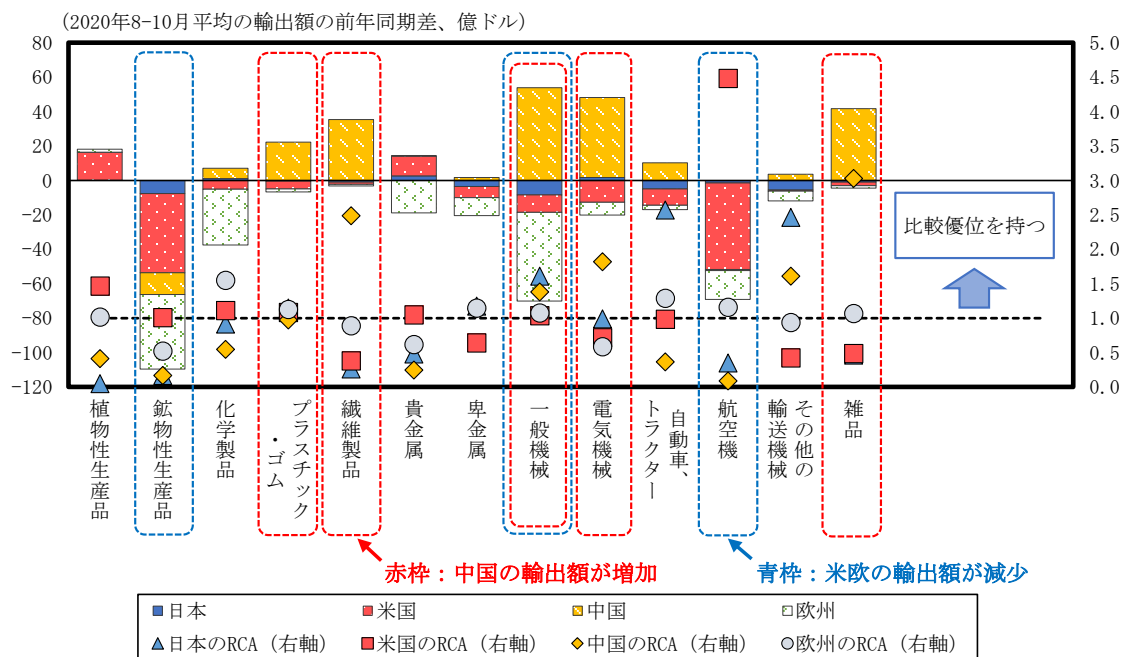 (2020年8-10月平均の輸出額の前年同期差、億ドル)
80
60
40
20
0
-20
-40
-60
-80
-100
-120
5.0
4.5
4.0
3.5
3.0
2.5
2.0
1.5
1.0
0.5
0.0
比較優位を持つ
植物性生産品
鉱物性生産品
化学製品
プラスチック
・ゴム
繊維製品
貴金属
卑金属
一般機械
電気機械
自動車、
トラクター
航空機
その他の
輸送機械
雑品
赤枠：中国の輸出額が増加
青枠：米欧の輸出額が減少
日本 米国 中国 欧州
日本のRCA（右軸） 米国のRCA（右軸） 中国のRCA（右軸） 欧州のRCA（右軸）